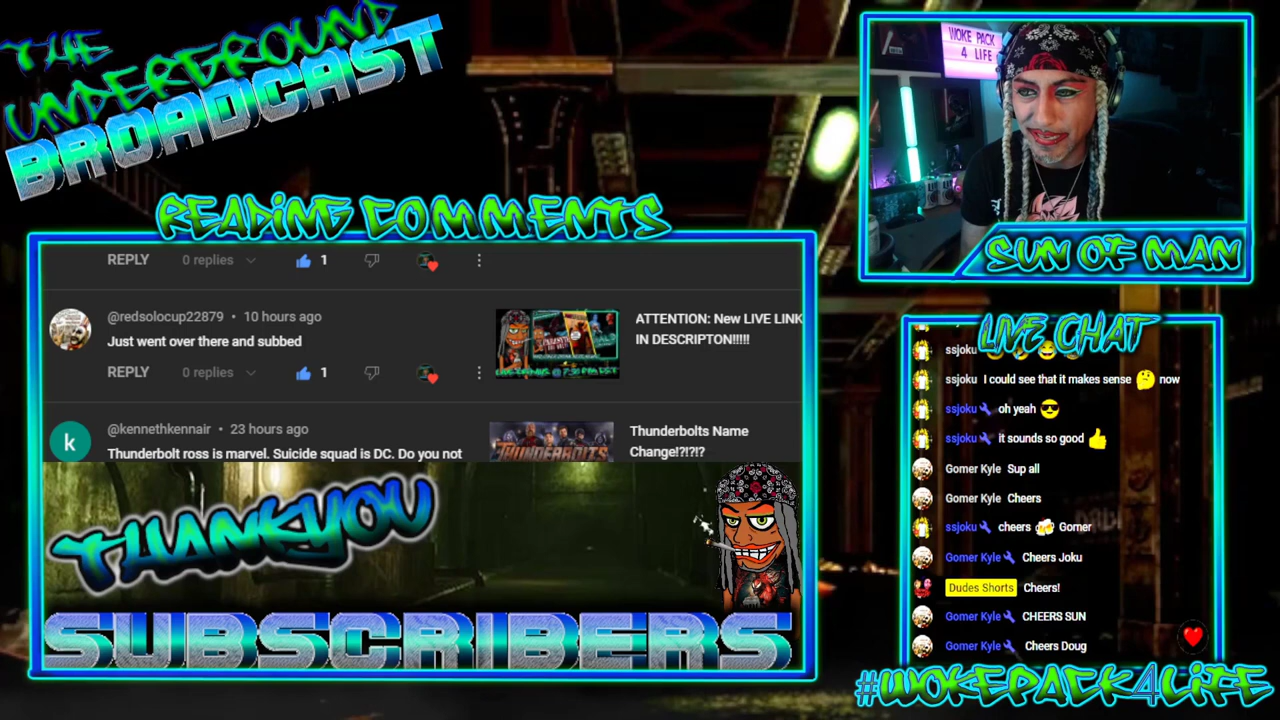 THE
UNDERGROUND
BROADCAST
WOKE PACK
4 LIFE
READING COMMENTS
SUN OF MAN
REPLY 0 replies 1
@redsolocup22879 • 10 hours ago
Just went over there and subbed
REPLY 0 replies 1
ATTENTION: New LIVE LINK
IN DESCRIPTON!!!!!
@kennethkennair • 23 hours ago
Thunderbolt ross is marvel. Suicide squad is DC. Do you not
k
THUNDERBOLTS
Thunderbolts Name
Change!?!?
THANKYOU
SUBSCRIBERS
LIVE CHAT
ssjoku
ssjoku I could see that it makes sense 🤔 now
ssjoku oh yeah 😎
ssjoku it sounds so good 👍
Gomer Kyle Sup all
Gomer Kyle Cheers
ssjoku cheers 🍻 Gomer
Gomer Kyle Cheers Joku
Dudes Shorts Cheers!
Gomer Kyle CHEERS SUN
Gomer Kyle Cheers Doug
#WOKEPACK4LIFE